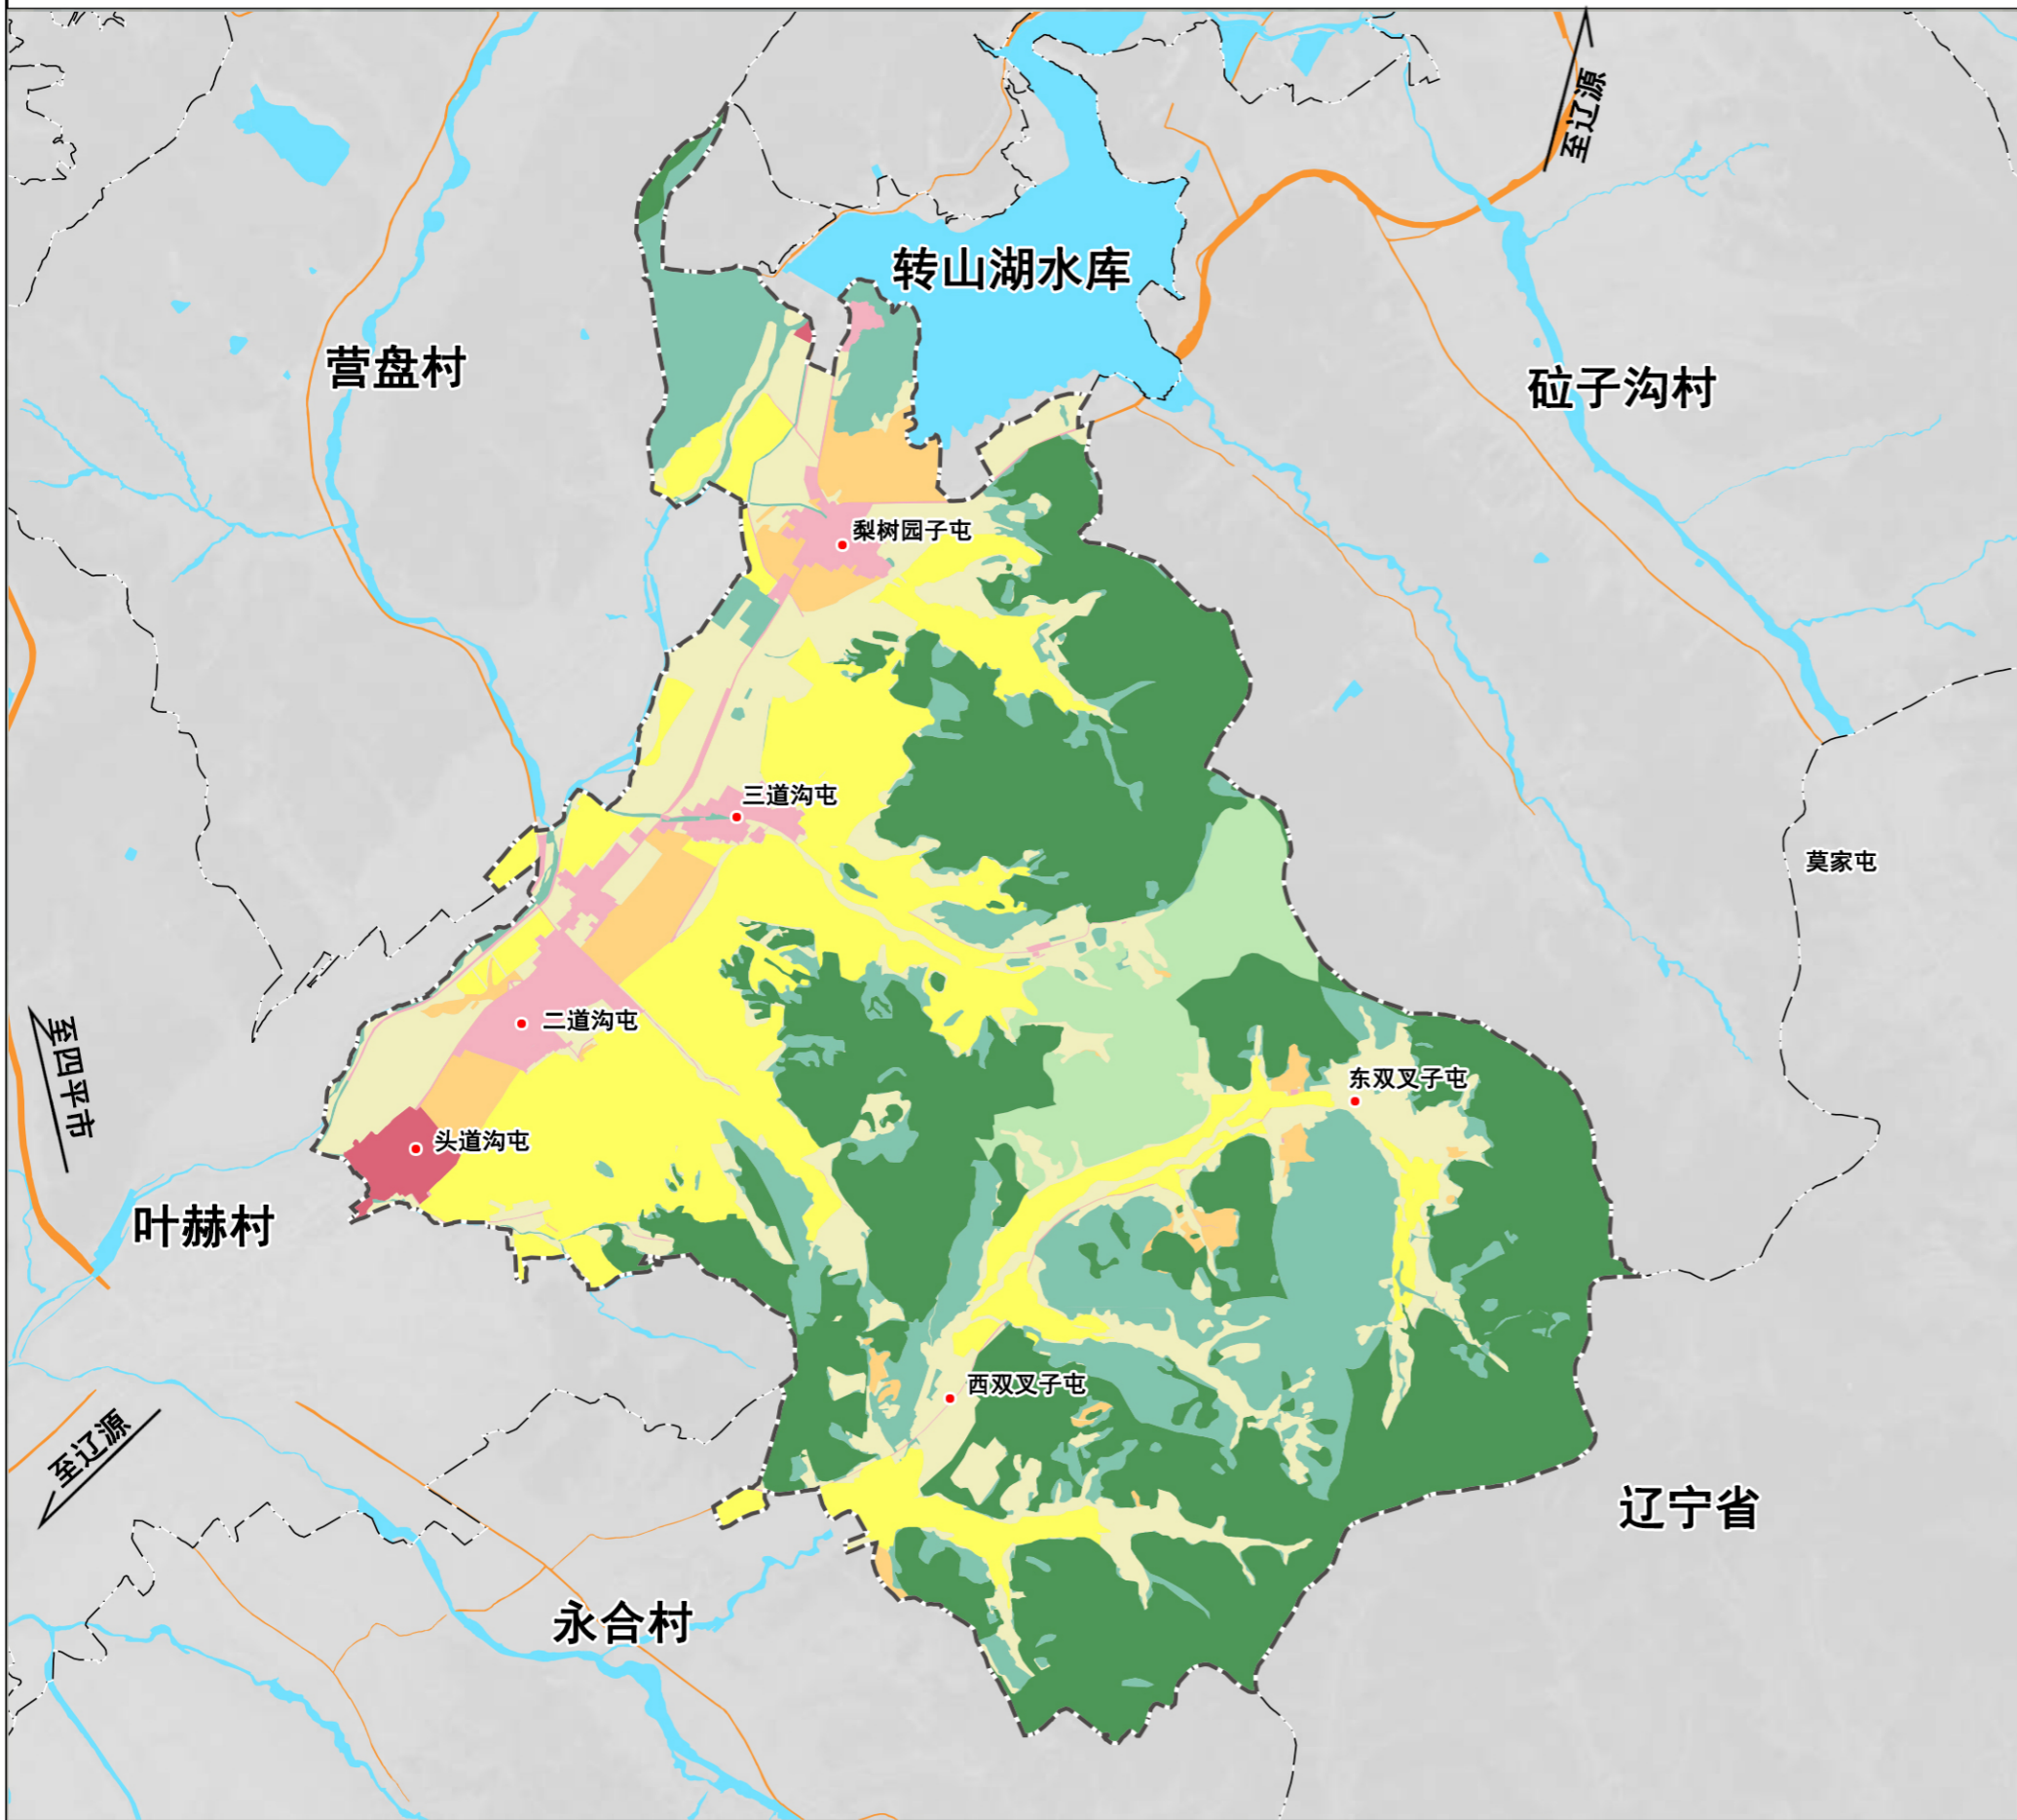 至辽源
转山湖水库
营盘村
砬子沟村
梨树园子屯
三道沟屯
莫家屯
二道沟屯
至四平市
东双叉子屯
头道沟屯
叶赫村
西双叉子屯
至辽源
辽宁省
永合村